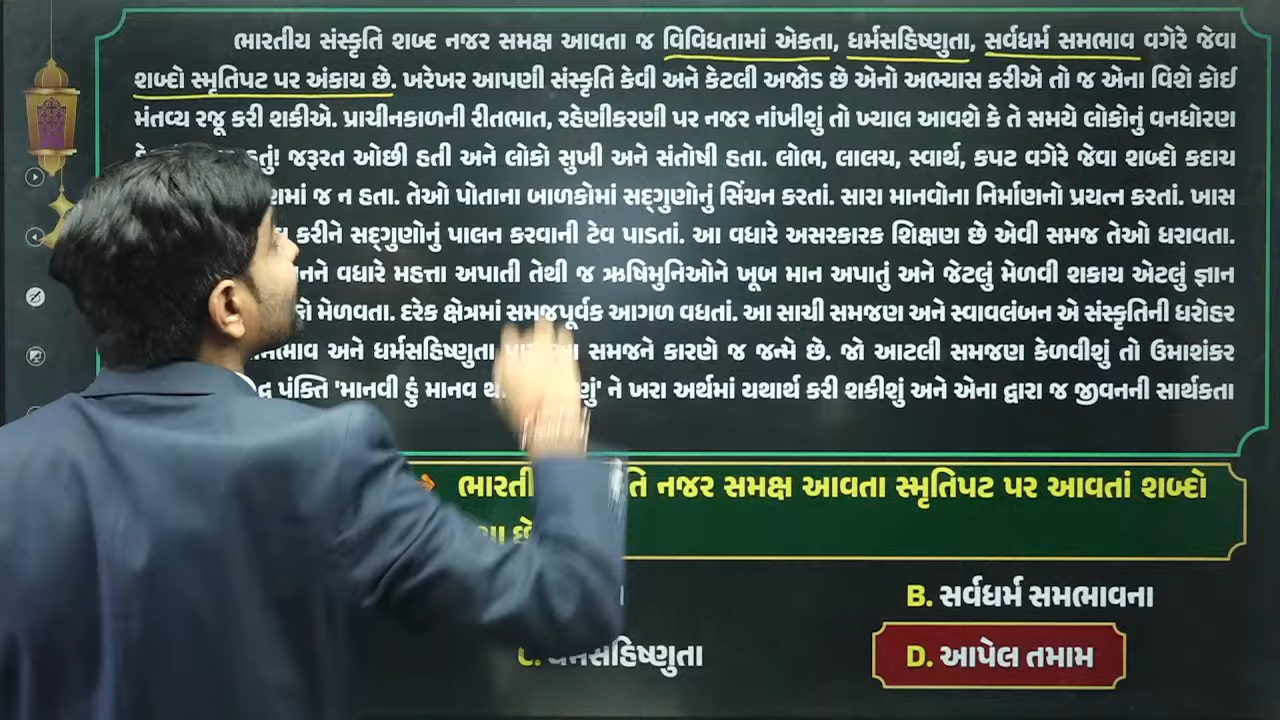 ભારતીય સંસ્કૃતિ શબ્દ નજર સમક્ષ આવતા જ વિવિધતામાં એકતા, ધર્મસહિષ્ણુતા, સર્વધર્મ સમભાવ વગેરે જેવા
શબ્દો સ્મૃતિપટ પર અંકાય છે. ખરેખર આપણી સંસ્કૃતિ કેવી અને કેટલી અજોડ છે એનો અભ્યાસ કરીએ તો જ એના વિશે કોઈ
મંતવ્ય રજૂ કરી શકીએ. પ્રાચીનકાળની રીતભાત, રહેણીકરણી પર નજર નાંખીશું તો ખ્યાલ આવશે કે તે સમયે લોકોનું વનધોરણ
જરૂરત ઓછી હતી અને લોકો સુખી અને સંતોષી હતા. લોભ, લાલચ, સ્વાર્થ, કપટ વગેરે જેવા શબ્દો કદાચ
જ ન હતા. તેઓ પોતાના બાળકોમાં સદ્‌ગુણોનું સિંચન કરતાં. સારા માનવોના નિર્માણનો પ્રયત્ન કરતાં. ખાસ
કરીને સદ્‌ગુણોનું પાલન કરવાની ટેવ પાડતાં. આ વધારે અસરકારક શિક્ષણ છે એવી સમજ તેઓ ધરાવતા.
વધારે મહત્તા અપાતી તેથી જ ઋષિમુનિઓને ખૂબ માન અપાતું અને જેટલું મેળવી શકાય એટલું જ્ઞાન
મેળવતા. દરેક ક્ષેત્રમાં સમજપૂર્વક આગળ વધતાં. આ સાચી સમજણ અને સ્વાવલંબન એ સંસ્કૃતિની ધરોહર
અને ધર્મસહિષ્ણુતા સમજને કારણે જ જન્મે છે. જો આટલી સમજણ કેળવીશું તો ઉમાશંકર
પંક્તિ 'માનવી હું માનવ ને ખરા અર્થમાં યથાર્થ કરી શકીશું અને એના દ્વારા જ જીવનની સાર્થકતા
નજર સમક્ષ આવતા સ્મૃતિપટ પર આવતાં શબ્દો
B. સર્વધર્મ સમભાવના
C. ધર્મસહિષ્ણુતા
D. આપેલ તમામ